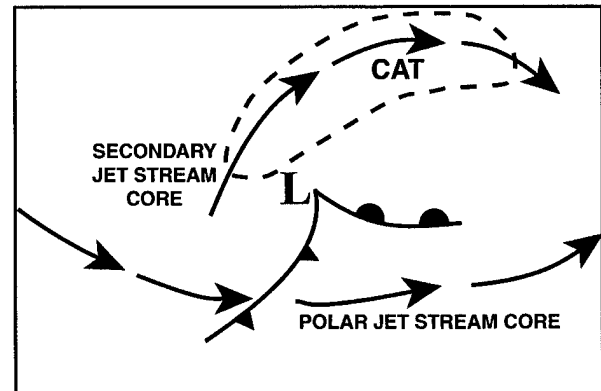 CAT
SECONDARY
JET STREAM
CORE
L
POLAR JET STREAM CORE